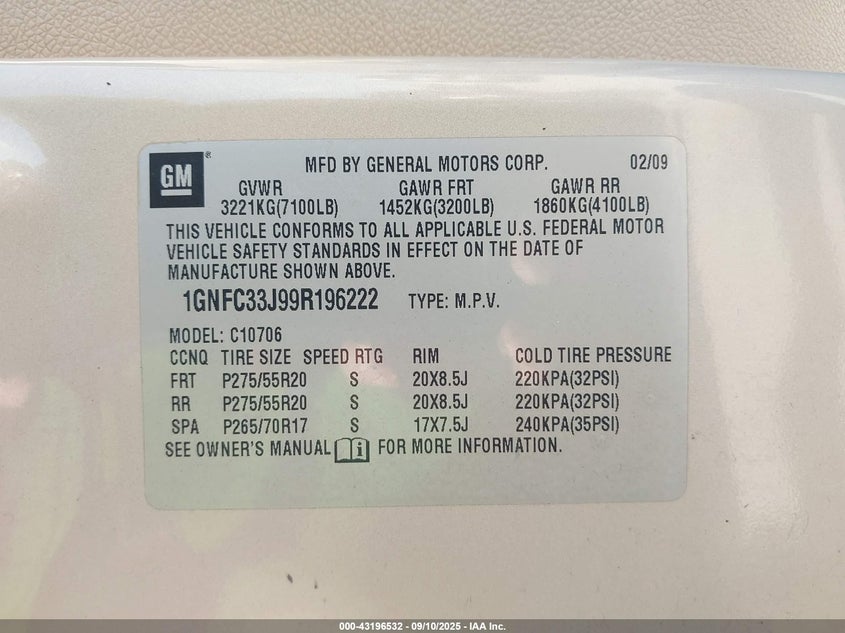 GM ®
MFD BY GENERAL MOTORS CORP. 02/09
GVWR GAWR FRT GAWR RR
3221KG(7100LB) 1452KG(3200LB) 1860KG(4100LB)
THIS VEHICLE CONFORMS TO ALL APPLICABLE U.S. FEDERAL MOTOR
VEHICLE SAFETY STANDARDS IN EFFECT ON THE DATE OF
MANUFACTURE SHOWN ABOVE.
1GNFC33J99R196222 TYPE: M.P.V.
MODEL: C10706
CCNQ TIRE SIZE SPEED RTG RIM COLD TIRE PRESSURE
FRT P275/55R20 S 20X8.5J 220KPA(32PSI)
RR P275/55R20 S 20X8.5J 220KPA(32PSI)
SPA P265/70R17 S 17X7.5J 240KPA(35PSI)
SEE OWNER'S MANUAL i FOR MORE INFORMATION.
000-43196532 - 09/10/2025 - IAA Inc.